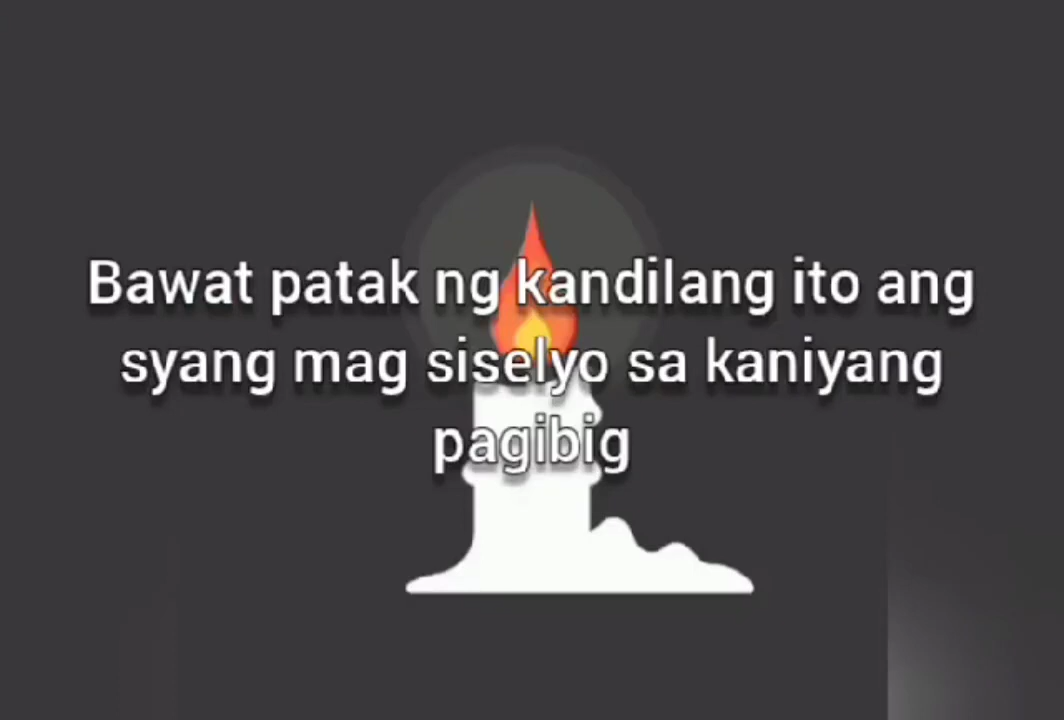 Bawat patak ng kandilang ito ang
syang mag siselyo sa kaniyang
pagibig